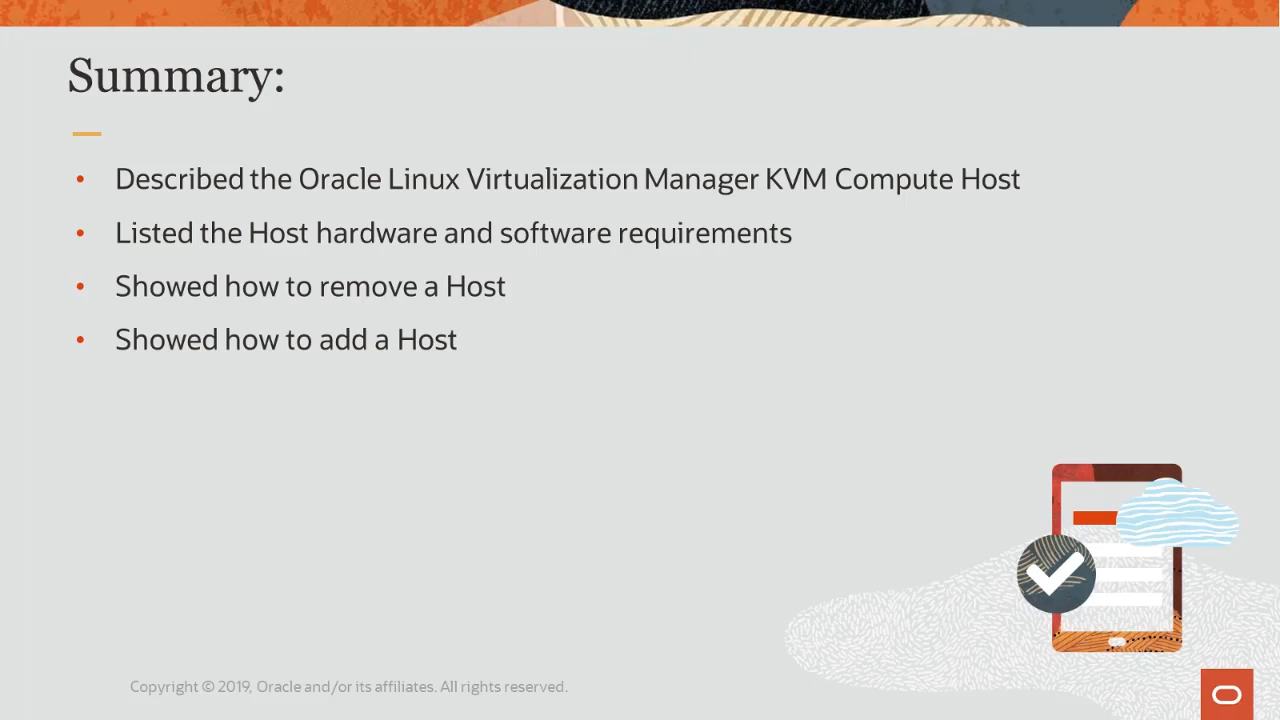 Summary:
• Described the Oracle Linux Virtualization Manager KVM Compute Host
• Listed the Host hardware and software requirements
• Showed how to remove a Host
• Showed how to add a Host
Copyright © 2019, Oracle and/or its affiliates. All rights reserved.